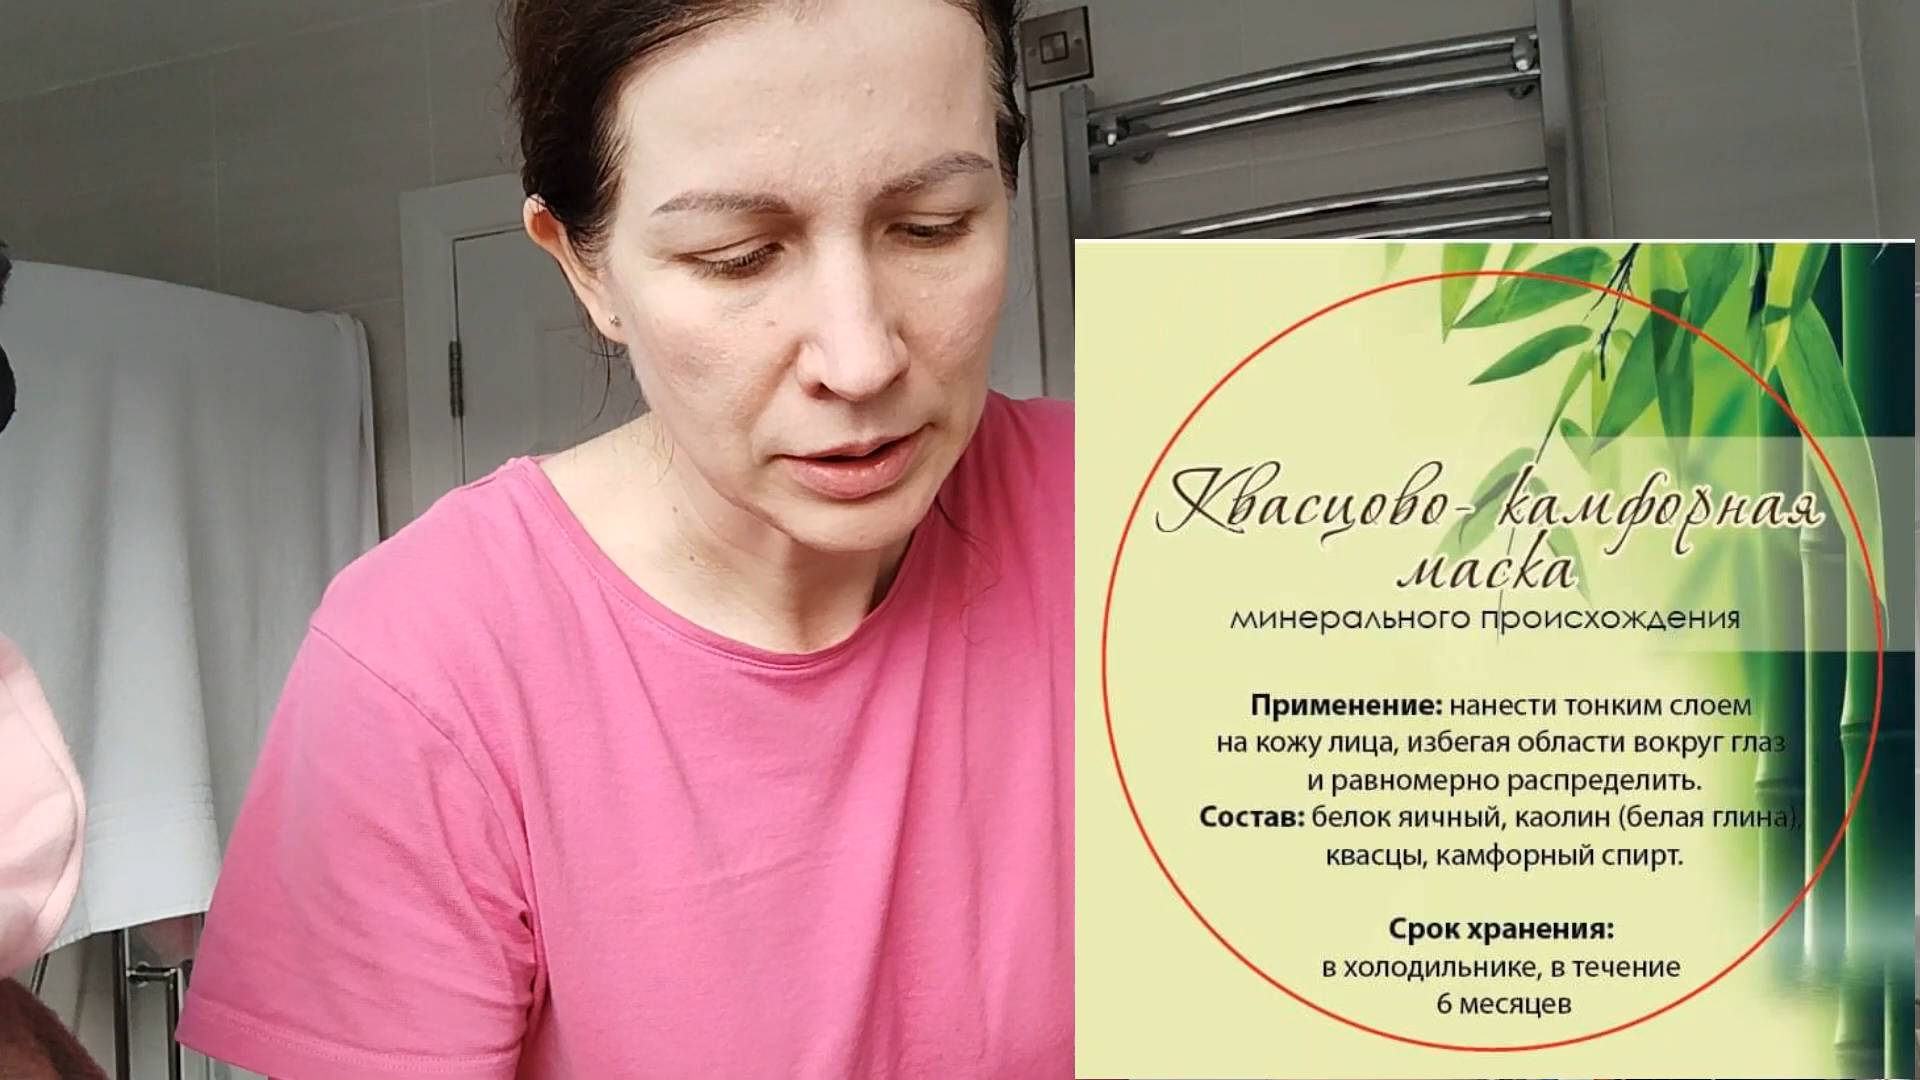 Квасцово- камфорная
маска
минерального происхождения
Применение: нанести тонким слоем
на кожу лица, избегая области вокруг глаз
и равномерно распределить.
Состав: белок яичный, каолин (белая глина),
квасцы, камфорный спирт.
Срок хранения:
в холодильнике, в течение
6 месяцев